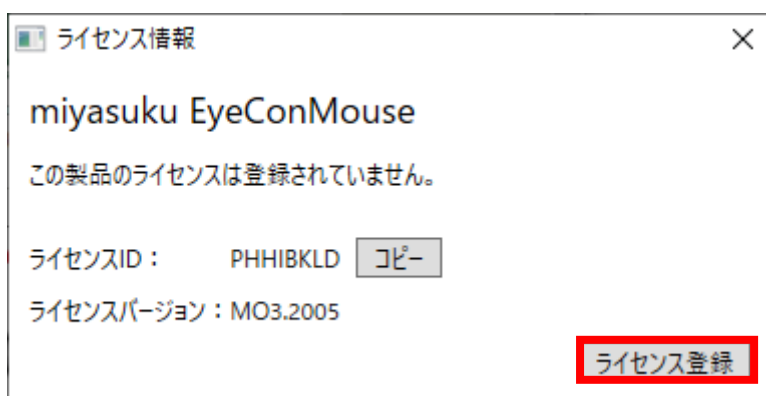 ライセンス情報
miyasuku EyeConMouse
この製品のライセンスは登録されていません。
ライセンスID： PHHIBKLD コピー
ライセンスバージョン：MO3.2005
ライセンス登録